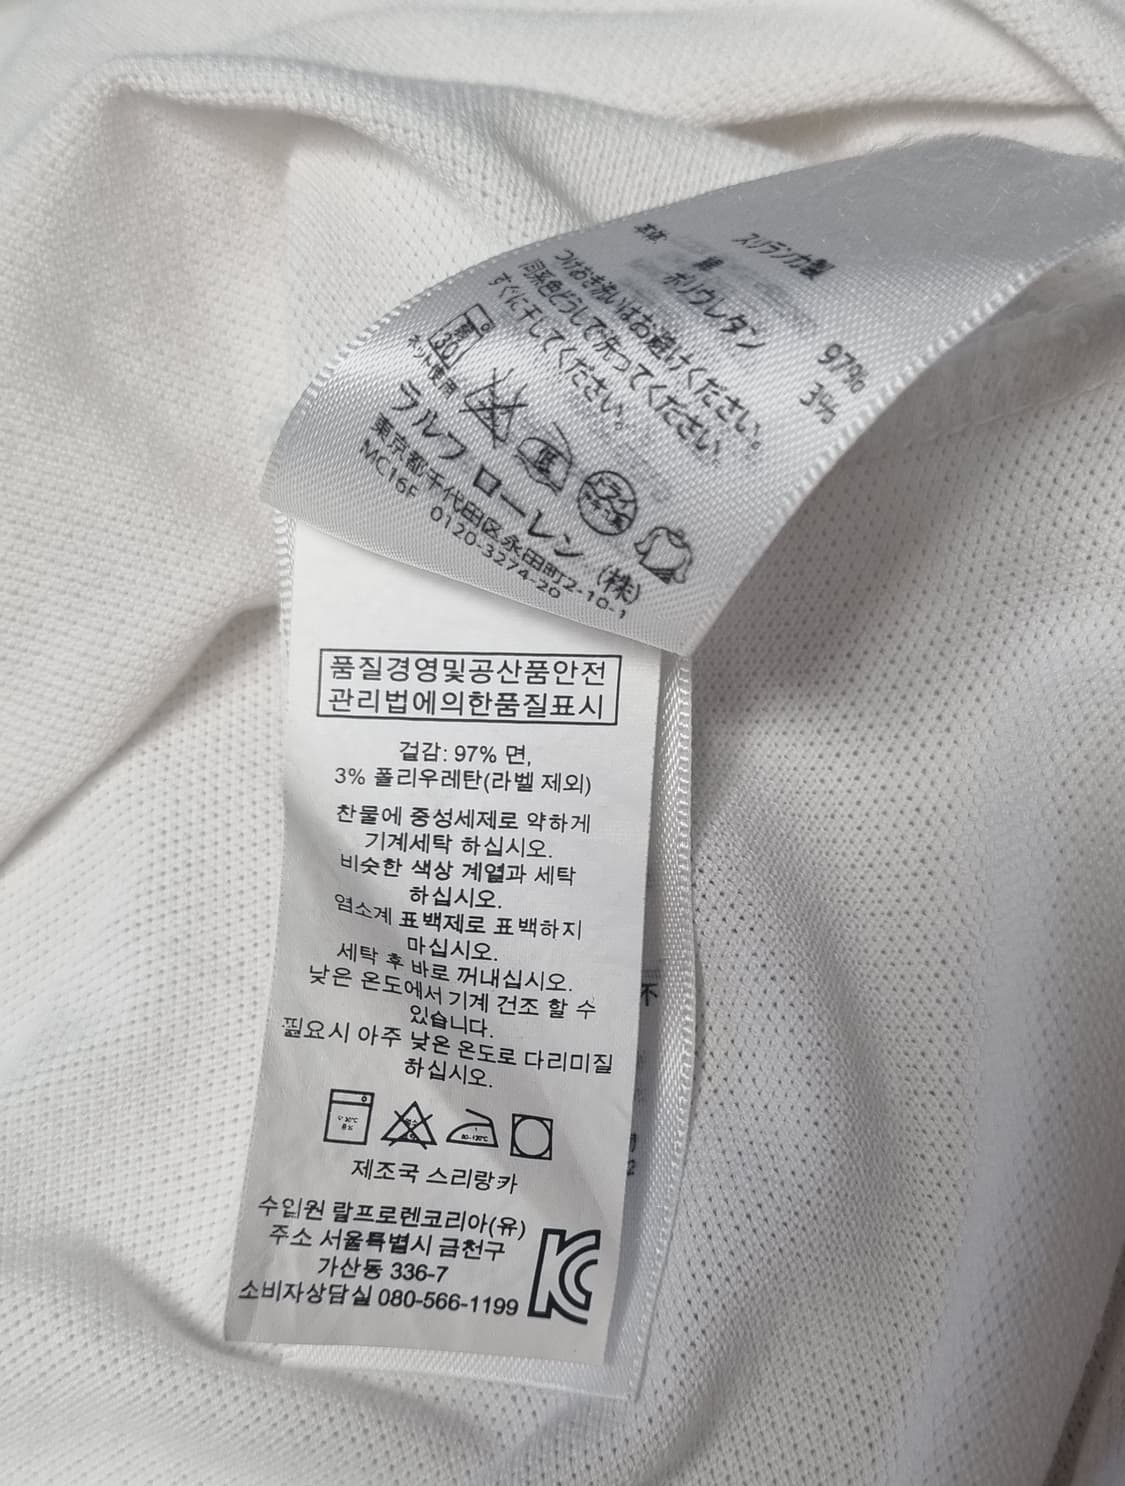 スリランカ製
本体 綿 97%
ポリウレタン 3%
つけおき洗いはお避けください。
同系色どうしで洗ってください。
すぐに干してください。
30
ネット使用
ラルフ ローレン (株)
東京都千代田区永田町2-10-1
MC16F 0120-3274-20
품질경영및공산품안전
관리법에의한품질표시
겉감: 97% 면,
3% 폴리우레탄(라벨 제외)
찬물에 중성세제로 약하게
기계세탁 하십시오.
비슷한 색상 계열과 세탁
하십시오.
염소계 표백제로 표백하지
마십시오.
세탁 후 바로 꺼내십시오.
낮은 온도에서 기계 건조 할 수
있습니다.
필요시 아주 낮은 온도로 다리미질
하십시오.
제조국 스리랑카
수입원 랄프로렌코리아(유)
주소 서울특별시 금천구
가산동 336-7
소비자상담실 080-566-1199
KC
不